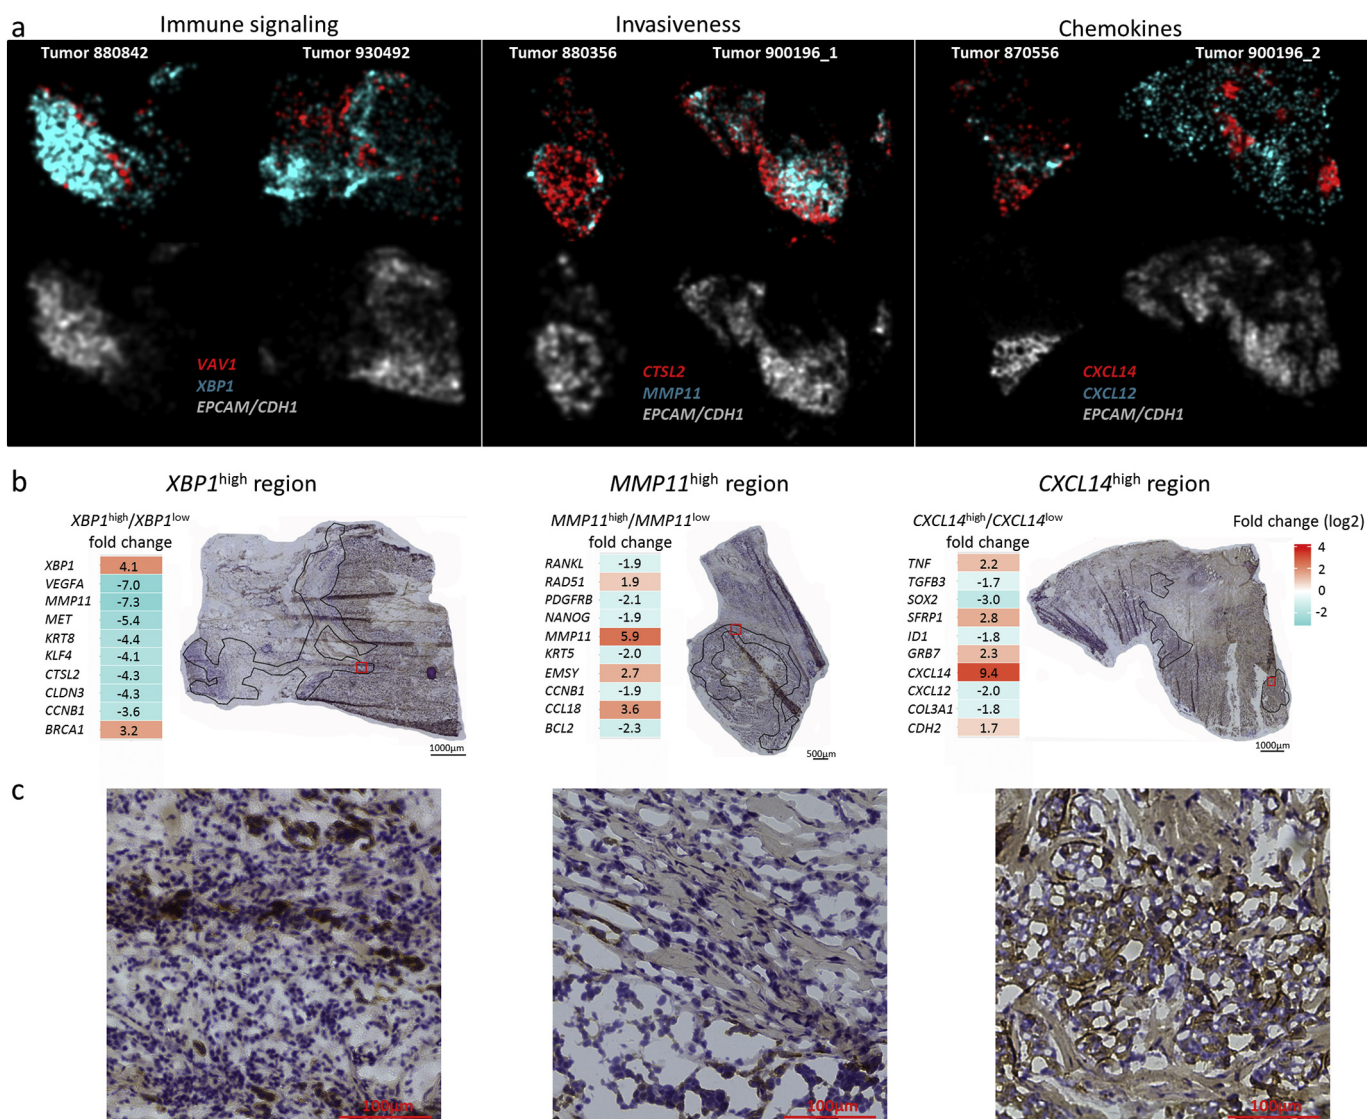 a
Immune signaling
Invasiveness
Chemokines
Tumor 880842
Tumor 930492
Tumor 880356
Tumor 900196_1
Tumor 870556
Tumor 900196_2
VAV1
XBP1
EPCAM/CDH1
CTSL2
MMP11
EPCAM/CDH1
CXCL14
CXCL12
EPCAM/CDH1
b
XBP1high region
XBP1high/XBP1low
fold change
XBP1 4.1
VEGFA -7.0
MMP11 -7.3
MET -5.4
KRT8 -4.4
KLF4 -4.1
CTSL2 -4.3
CLDN3 -4.3
CCNB1 -3.6
BRCA1 3.2
1000µm
MMP11high region
MMP11high/MMP11low
fold change
RANKL -1.9
RAD51 1.9
PDGFRB -2.1
NANOG -1.9
MMP11 5.9
KRT5 -2.0
EMSY 2.7
CCNB1 -1.9
CCL18 3.6
BCL2 -2.3
500µm
CXCL14high region
CXCL14high/CXCL14low
fold change
TNF 2.2
TGFB3 -1.7
SOX2 -3.0
SFRP1 2.8
ID1 -1.8
GRB7 2.3
CXCL14 9.4
CXCL12 -2.0
COL3A1 -1.8
CDH2 1.7
1000µm
Fold change (log2)
4
2
0
-2
c
100µm
100µm
100µm